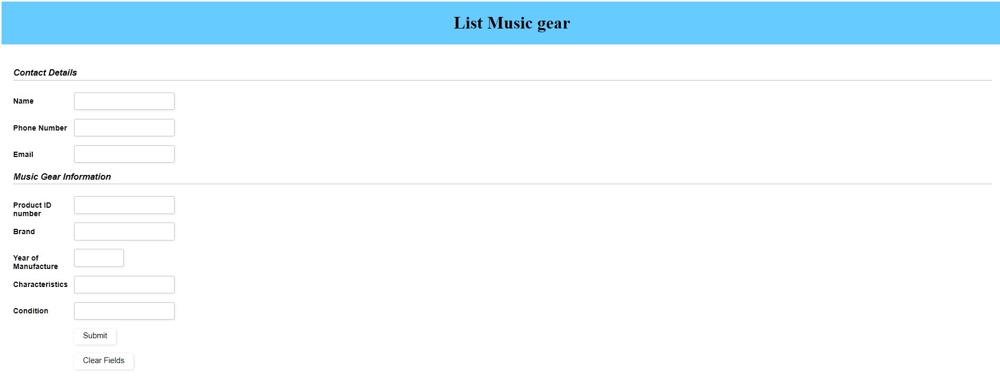 List Music gear
Contact Details
Name
Phone Number
Email
Music Gear Information
Product ID
number
Brand
Year of
Manufacture
Characteristics
Condition
Submit
Clear Fields